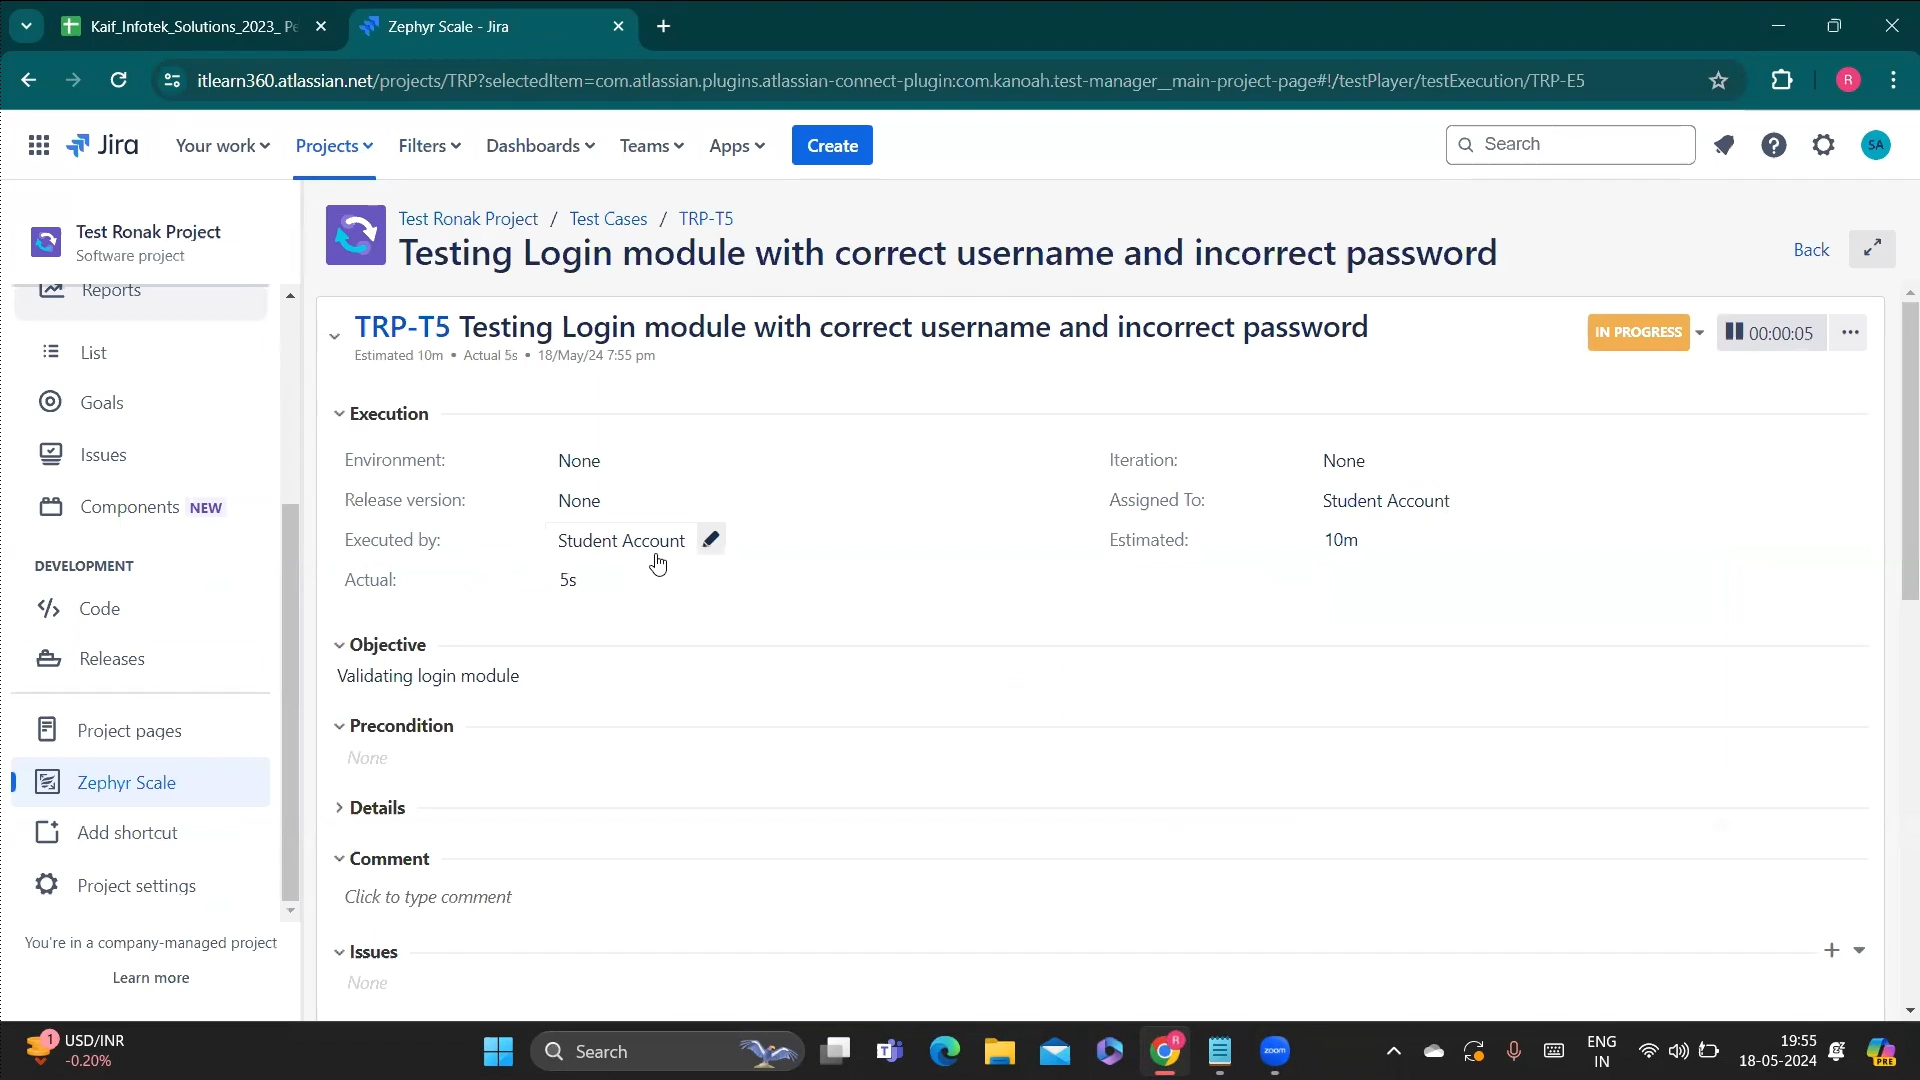 Kaif_Infotek_Solutions_2023_ Pe
Zephyr Scale - Jira
itlearn360.atlassian.net/projects/TRP?selectedItem=com.atlassian.plugins.atlassian-connect-plugin:com.kanoah.test-manager__main-project-page#!/testPlayer/testExecution/TRP-E5
R
Jira
Your work
Projects
Filters
Dashboards
Teams
Apps
Create
Search
SA
Test Ronak Project
Software project
Reports
List
Goals
Issues
Components NEW
DEVELOPMENT
Code
Releases
Project pages
Zephyr Scale
Add shortcut
Project settings
You're in a company-managed project
Learn more
Test Ronak Project / Test Cases / TRP-T5
Testing Login module with correct username and incorrect password
Back
TRP-T5 Testing Login module with correct username and incorrect password
Estimated 10m • Actual 5s • 18/May/24 7:55 pm
IN PROGRESS
00:00:05
Execution
Environment: None
Iteration: None
Release version: None
Assigned To: Student Account
Executed by: Student Account
Estimated: 10m
Actual: 5s
Objective
Validating login module
Precondition
None
Details
Comment
Click to type comment
Issues
None
1
USD/INR
-0.20%
Search
R
zoom
ENG
IN
19:55
18-05-2024
PRE